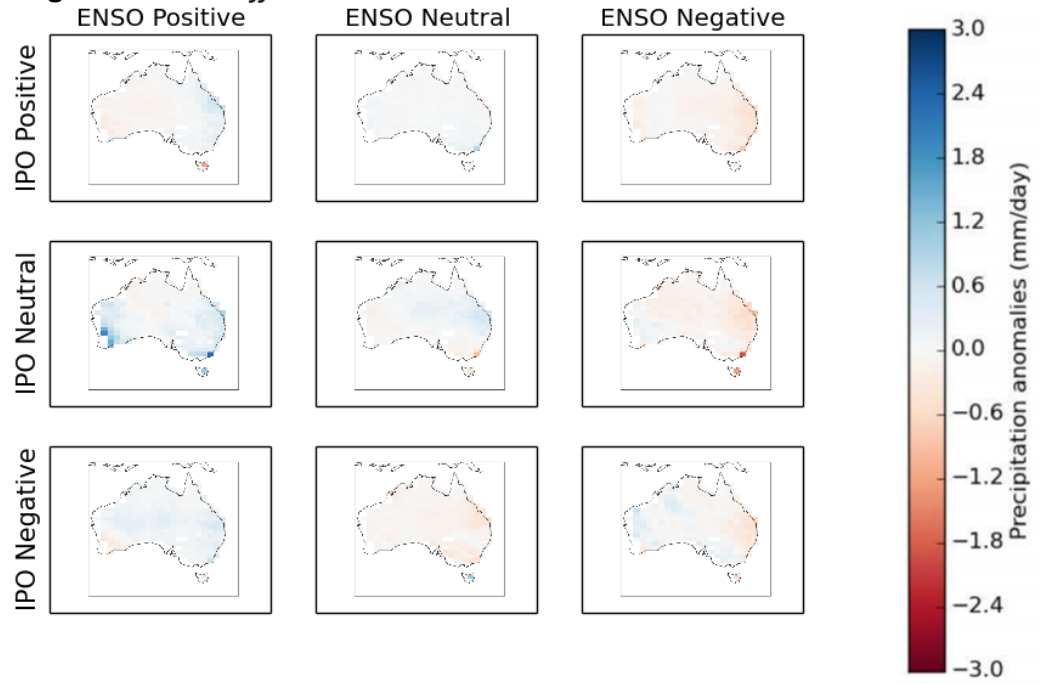 ENSO Positive ENSO Neutral ENSO Negative
IPO Positive
IPO Neutral
IPO Negative
3.0
2.4
1.8
1.2
0.6
0.0
−0.6
−1.2
−1.8
−2.4
−3.0
Precipitation anomalies (mm/day)